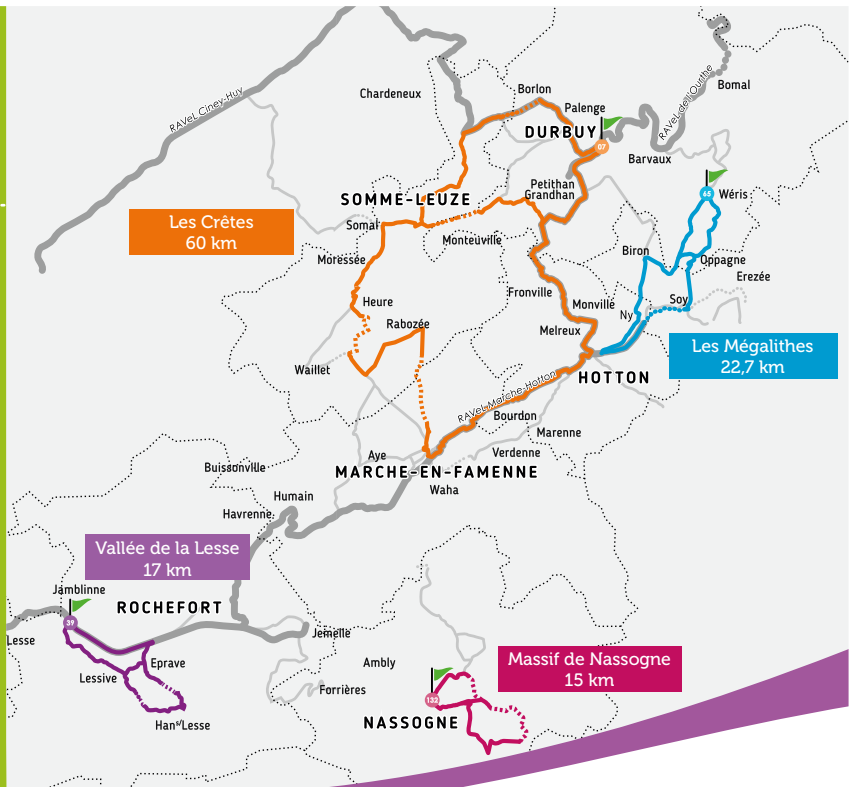 Bomal
Borlon
Chardeneux
RAVeL Ciney-Huy
RAVeL de l'Ourthe
Palenge
DURBUY
07
Barvaux
Petithan
Grandhan
65
Wéris
SOMME-LEUZE
Les Crêtes
60 km
Somal
Monteuville
Moressée
Biron
Oppagne
Erezée
Heure
Fronville
Monville
Soy
Ny
Rabozée
Melreux
Les Mégalithes
22,7 km
Waillet
HOTTON
RAVeL Marche-Hotton
Bourdon
Marenne
Aye
Verdenne
Buissonville
MARCHE-EN-FAMENNE
Waha
Humain
Havrenne
Vallée de la Lesse
17 km
Jamblinne
ROCHEFORT
39
Lesse
Jemelle
Eprave
Ambly
Massif de Nassogne
15 km
Lessive
Forrières
132
Hans/Lesse
NASSOGNE